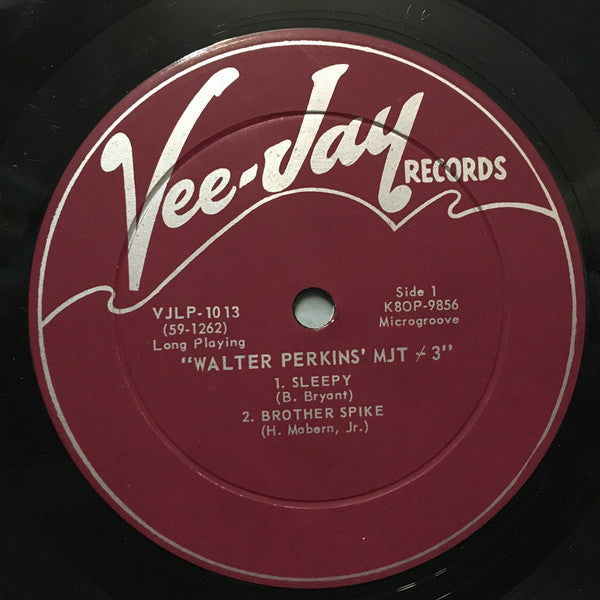 Vee-Jay
RECORDS
VJLP-1013
(59-1262)
Long Playing
Side 1
K8OP-9856
Microgroove
"WALTER PERKINS' MJT ≁ 3"
1. SLEEPY
(B. Bryant)
2. BROTHER SPIKE
(H. Mabern, Jr.)